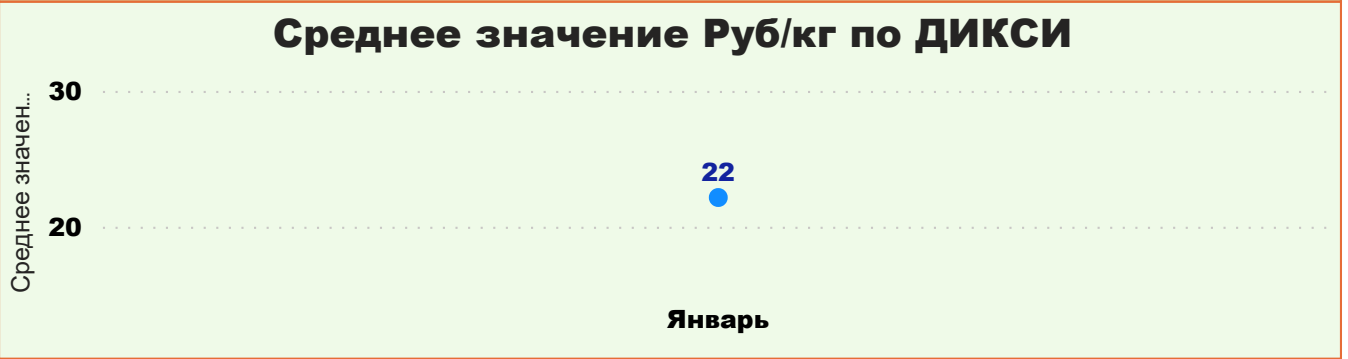 Среднее значение Руб/кг по ДИКСИ
Среднее значен...
30
22
20
Январь